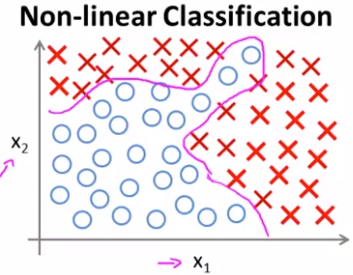 Non-linear Classification
x₂
x₁